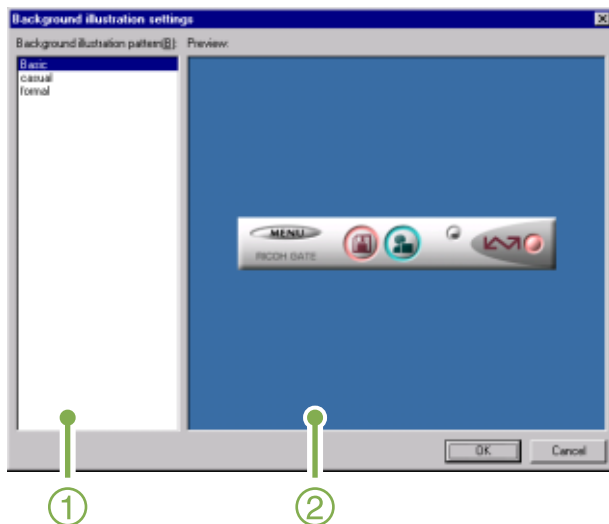 Background illustration settings
Background illustration pattern(B):
Preview:
Basic
casual
formal
MENU
RICOH GATE
OK
Cancel
1
2